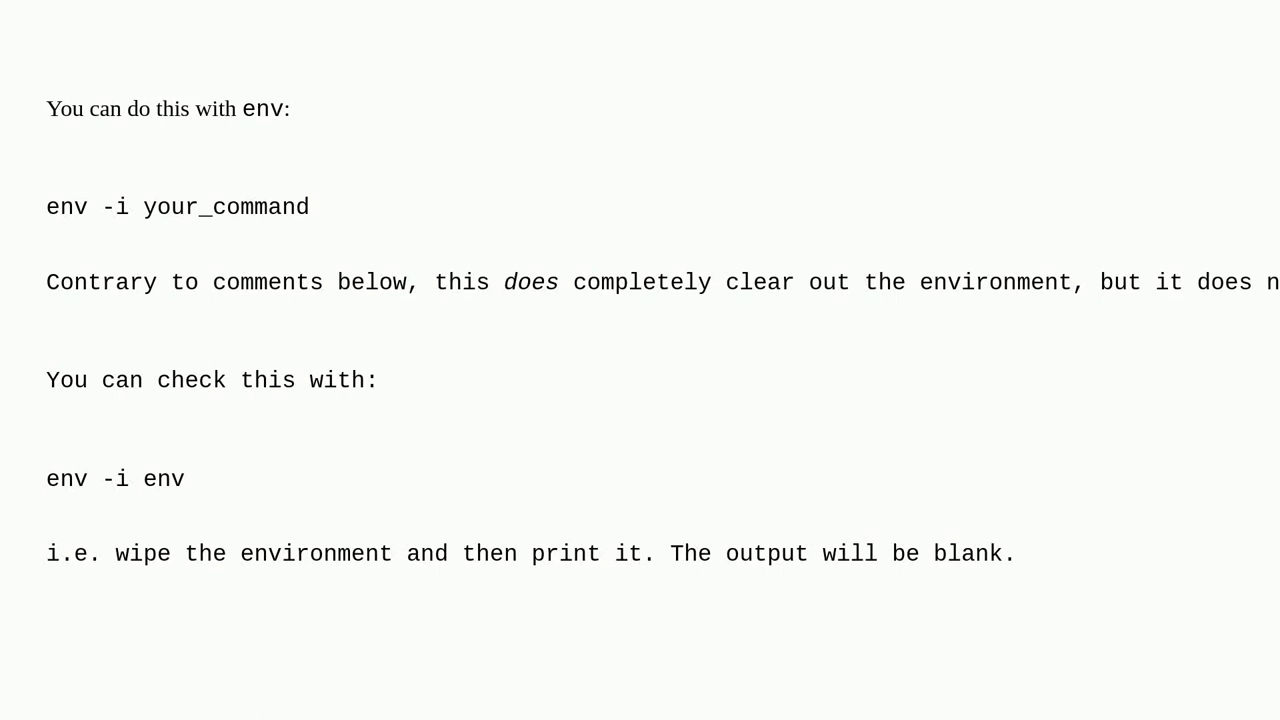 You can do this with env:
env -i your_command
Contrary to comments below, this does completely clear out the environment, but it does
You can check this with:
env -i env
i.e. wipe the environment and then print it. The output will be blank.